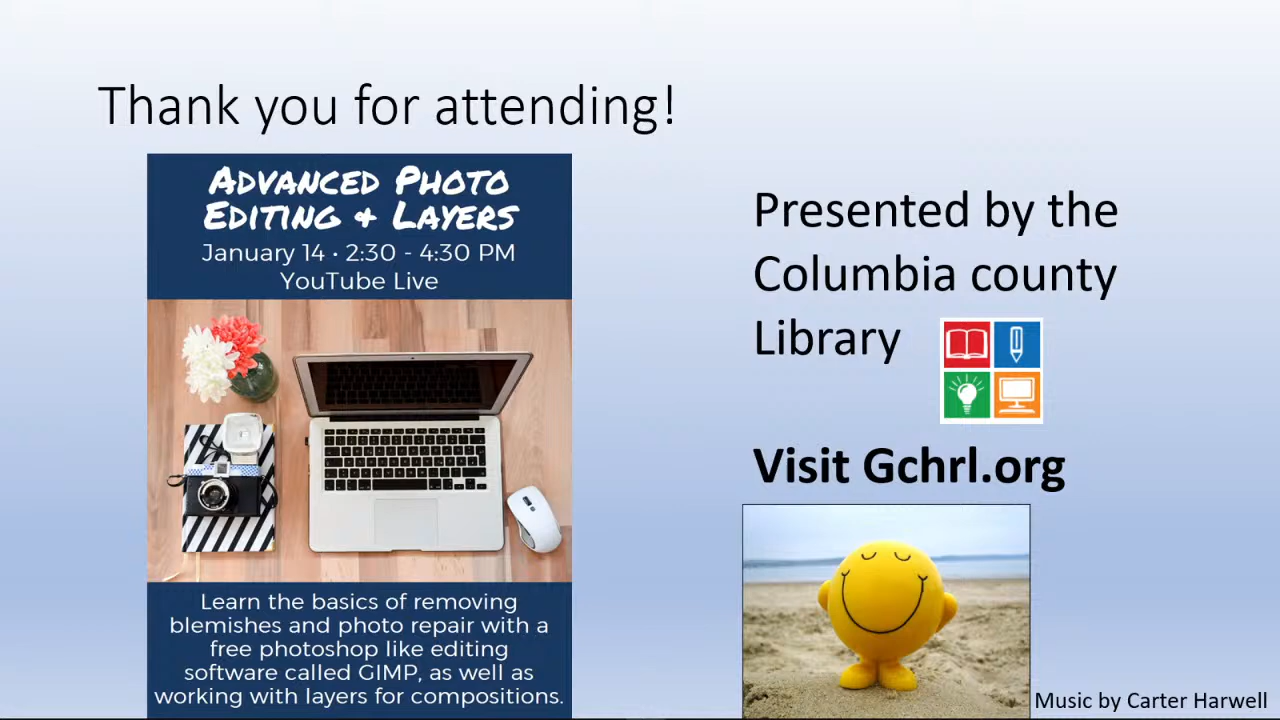 Thank you for attending!
Advanced Photo
Editing & Layers
January 14 • 2:30 - 4:30 PM
YouTube Live
Learn the basics of removing
blemishes and photo repair with a
free photoshop like editing
software called GIMP, as well as
working with layers for compositions.
Presented by the
Columbia county
Library
Visit Gchrl.org
Music by Carter Harwell